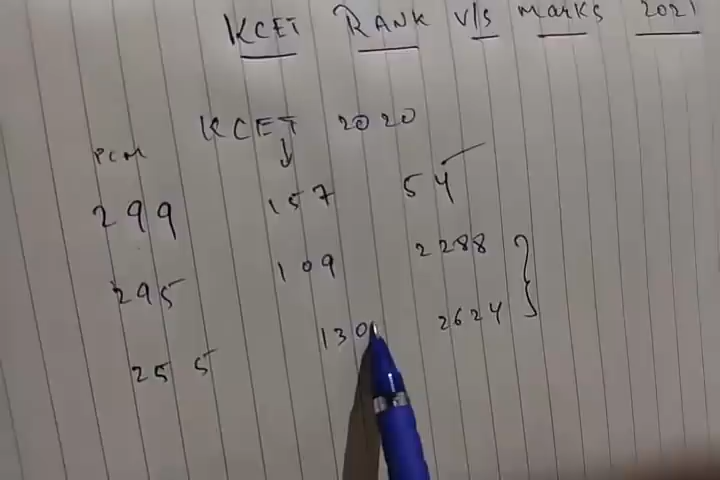 KCET RANK V/S MARKS 2021
KCET 2020
PCM
299 157 54
295 109 2288
255 130 2624